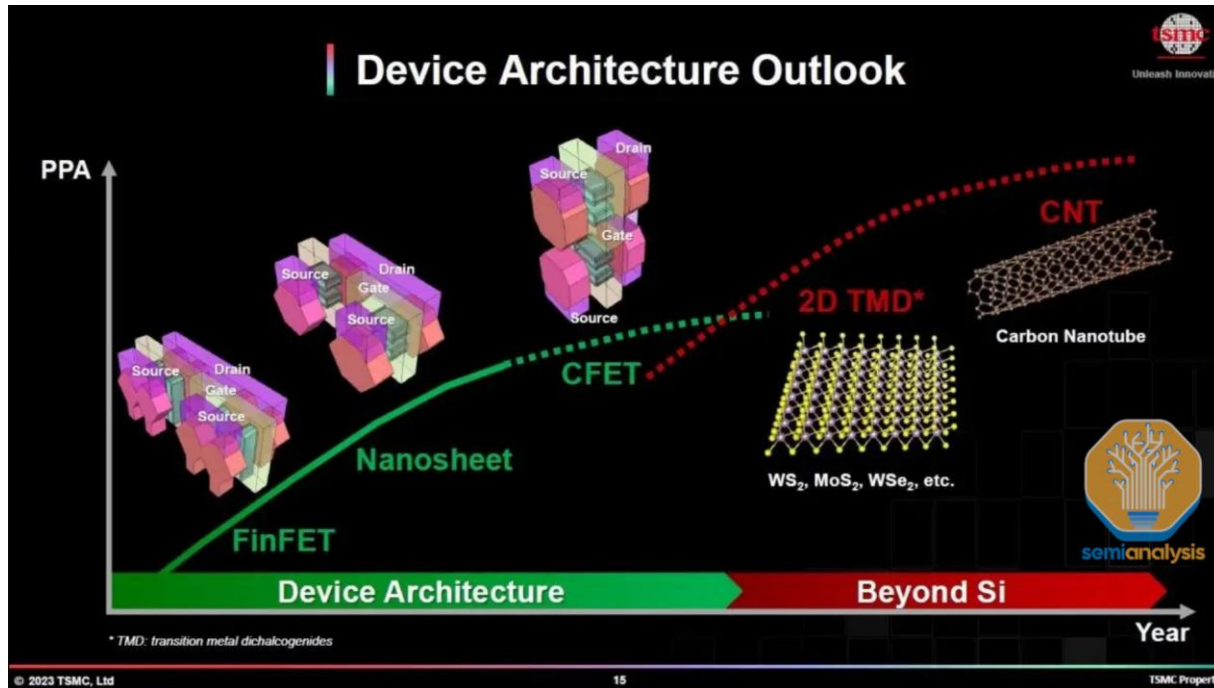 Device Architecture Outlook
tsmc
Unleash Innovati
PPA
Source
Drain
Gate
Source
FinFET
Source
Drain
Gate
Source
Nanosheet
Source
Drain
Gate
Source
CFET
2D TMD*
WS₂, MoS₂, WSe₂, etc.
CNT
Carbon Nanotube
semianalysis
Device Architecture
Beyond Si
Year
* TMD: transition metal dichalcogenides
© 2023 TSMC, Ltd
15
TSMC Propert